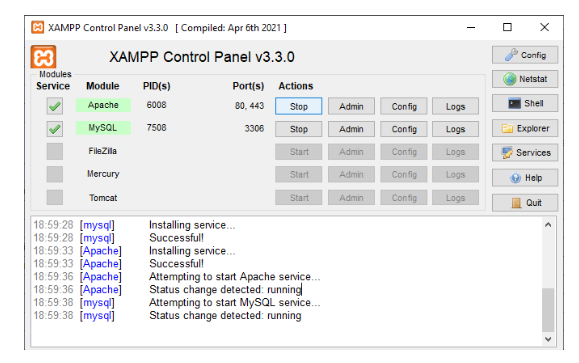 XAMPP Control Panel v3.3.0 [ Compiled: Apr 6th 2021 ]
XAMPP Control Panel v3.3.0
Config
Modules
Service Module PID(s) Port(s) Actions
Netstat
Apache 6008 80, 443 Stop Admin Config Logs
Shell
MySQL 7508 3306 Stop Admin Config Logs
Explorer
FileZilla Start Admin Config Logs
Services
Mercury Start Admin Config Logs
Help
Tomcat Start Admin Config Logs
Quit
18:59:28 [mysql] Installing service...
18:59:28 [mysql] Successful!
18:59:33 [Apache] Installing service...
18:59:33 [Apache] Successful!
18:59:36 [Apache] Attempting to start Apache service...
18:59:36 [Apache] Status change detected: running
18:59:38 [mysql] Attempting to start MySQL service...
18:59:38 [mysql] Status change detected: running